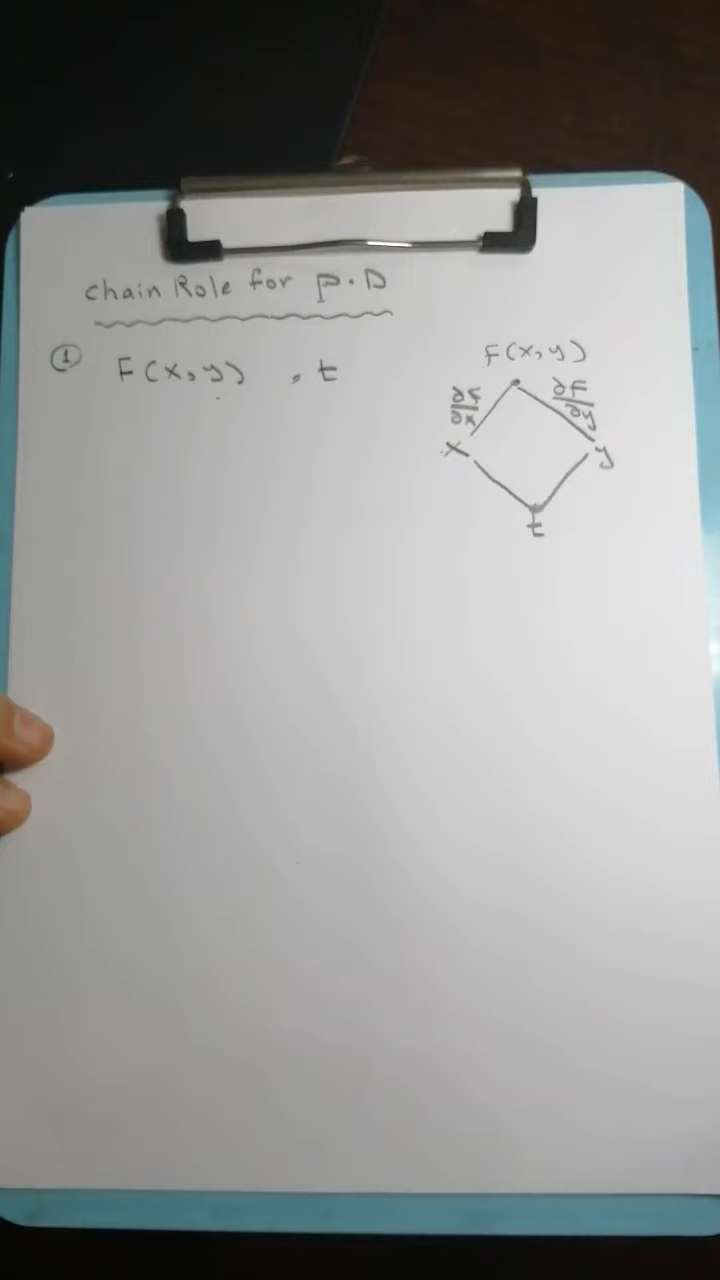 chain Role for P.D
① F(x,y) , t
F(x,y)
∂F/∂x ∂F/∂y
x y
t